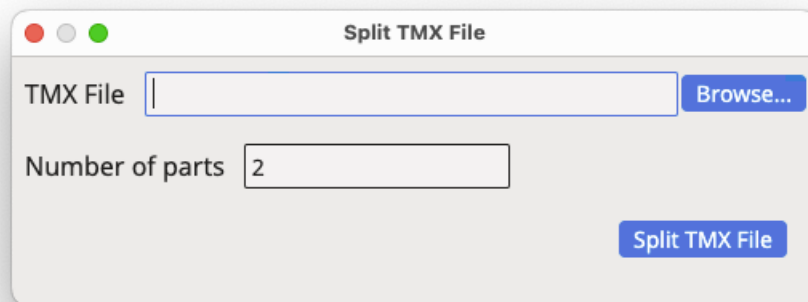 Split TMX File
TMX File Browse...
Number of parts 2
Split TMX File